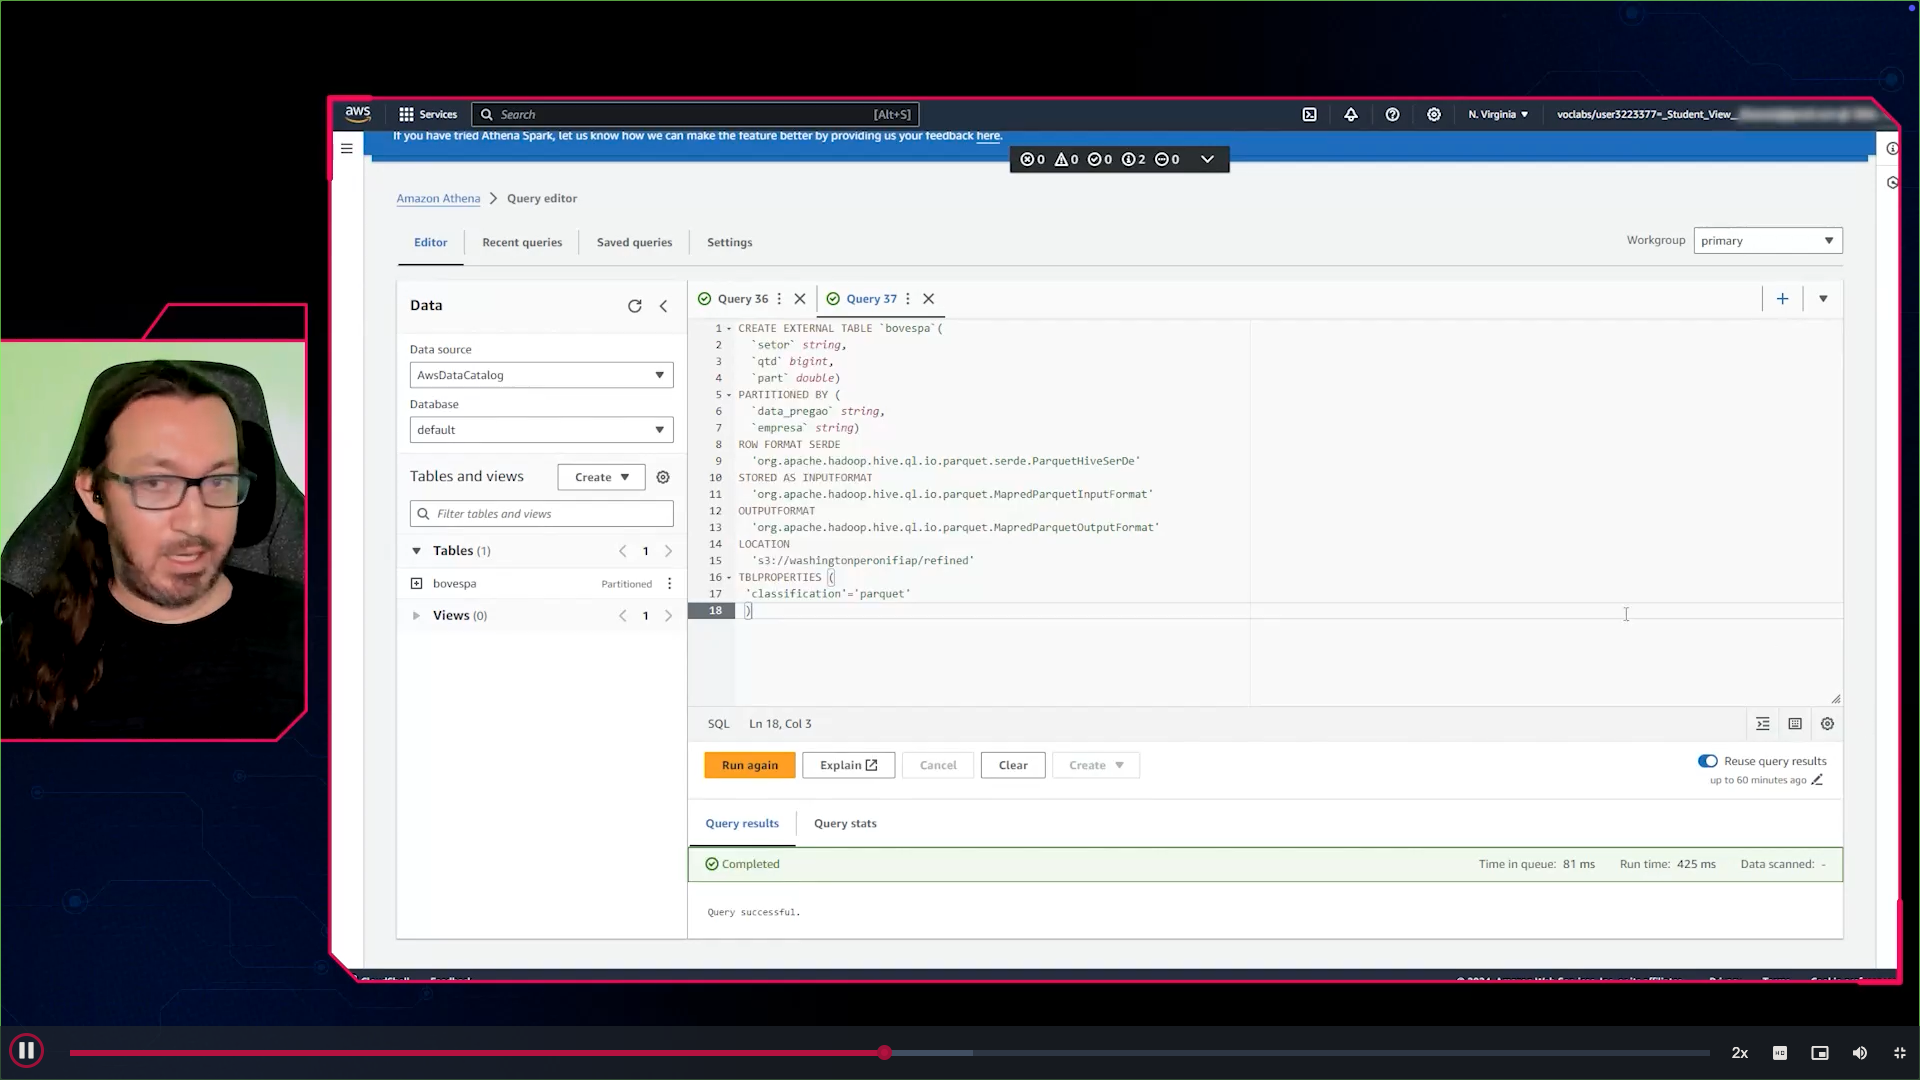 aws
Services
Search
[Alt+S]
N. Virginia
voclabs/user3223377=_Student_View_
If you have tried Athena Spark, let us know how we can make the feature better by providing us your feedback here.
0 0 0 2 0
Amazon Athena > Query editor
Editor
Recent queries
Saved queries
Settings
Workgroup
primary
Data
Data source
AwsDataCatalog
Database
default
Tables and views
Create
Filter tables and views
Tables (1)
1
bovespa
Partitioned
Views (0)
1
Query 36
Query 37
1 CREATE EXTERNAL TABLE `bovespa`(
2 `setor` string,
3 `qtd` bigint,
4 `part` double)
5 PARTITIONED BY (
6 `data_pregao` string,
7 `empresa` string)
8 ROW FORMAT SERDE
9 'org.apache.hadoop.hive.ql.io.parquet.serde.ParquetHiveSerDe'
10 STORED AS INPUTFORMAT
11 'org.apache.hadoop.hive.ql.io.parquet.MapredParquetInputFormat'
12 OUTPUTFORMAT
13 'org.apache.hadoop.hive.ql.io.parquet.MapredParquetOutputFormat'
14 LOCATION
15 's3://washingtonperonifiap/refined'
16 TBLPROPERTIES (
17 'classification'='parquet'
18 )
SQL
Ln 18, Col 3
Run again
Explain
Cancel
Clear
Create
Reuse query results
up to 60 minutes ago
Query results
Query stats
Completed
Time in queue: 81 ms
Run time: 425 ms
Data scanned: -
Query successful.
2x
HD